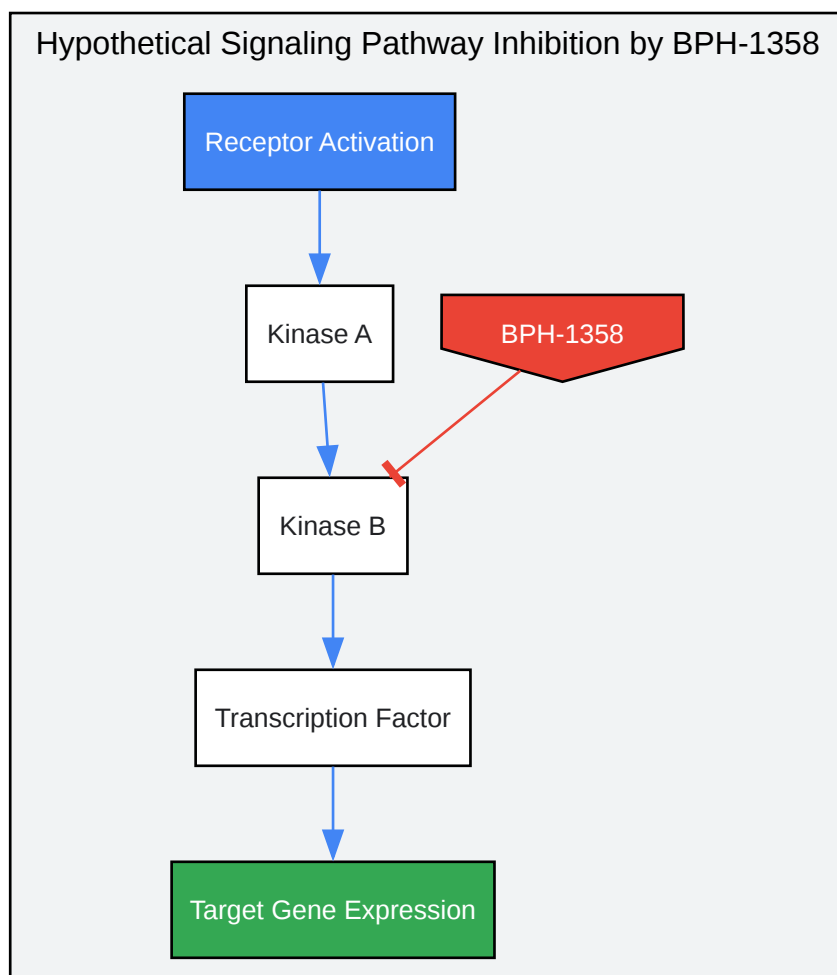 Hypothetical Signaling Pathway Inhibition by BPH-1358
Receptor Activation
Kinase A
BPH-1358
Kinase B
Transcription Factor
Target Gene Expression